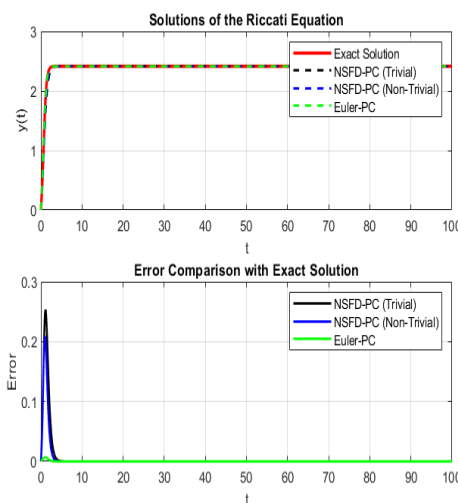 Solutions of the Riccati Equation
3
2
1
0
y(t)
Exact Solution
NSFD-PC (Trivial)
NSFD-PC (Non-Trivial)
Euler-PC
0 10 20 30 40 50 60 70 80 90 100
t
Error Comparison with Exact Solution
0.3
0.2
0.1
0
Error
NSFD-PC (Trivial)
NSFD-PC (Non-Trivial)
Euler-PC
0 10 20 30 40 50 60 70 80 90 100
t